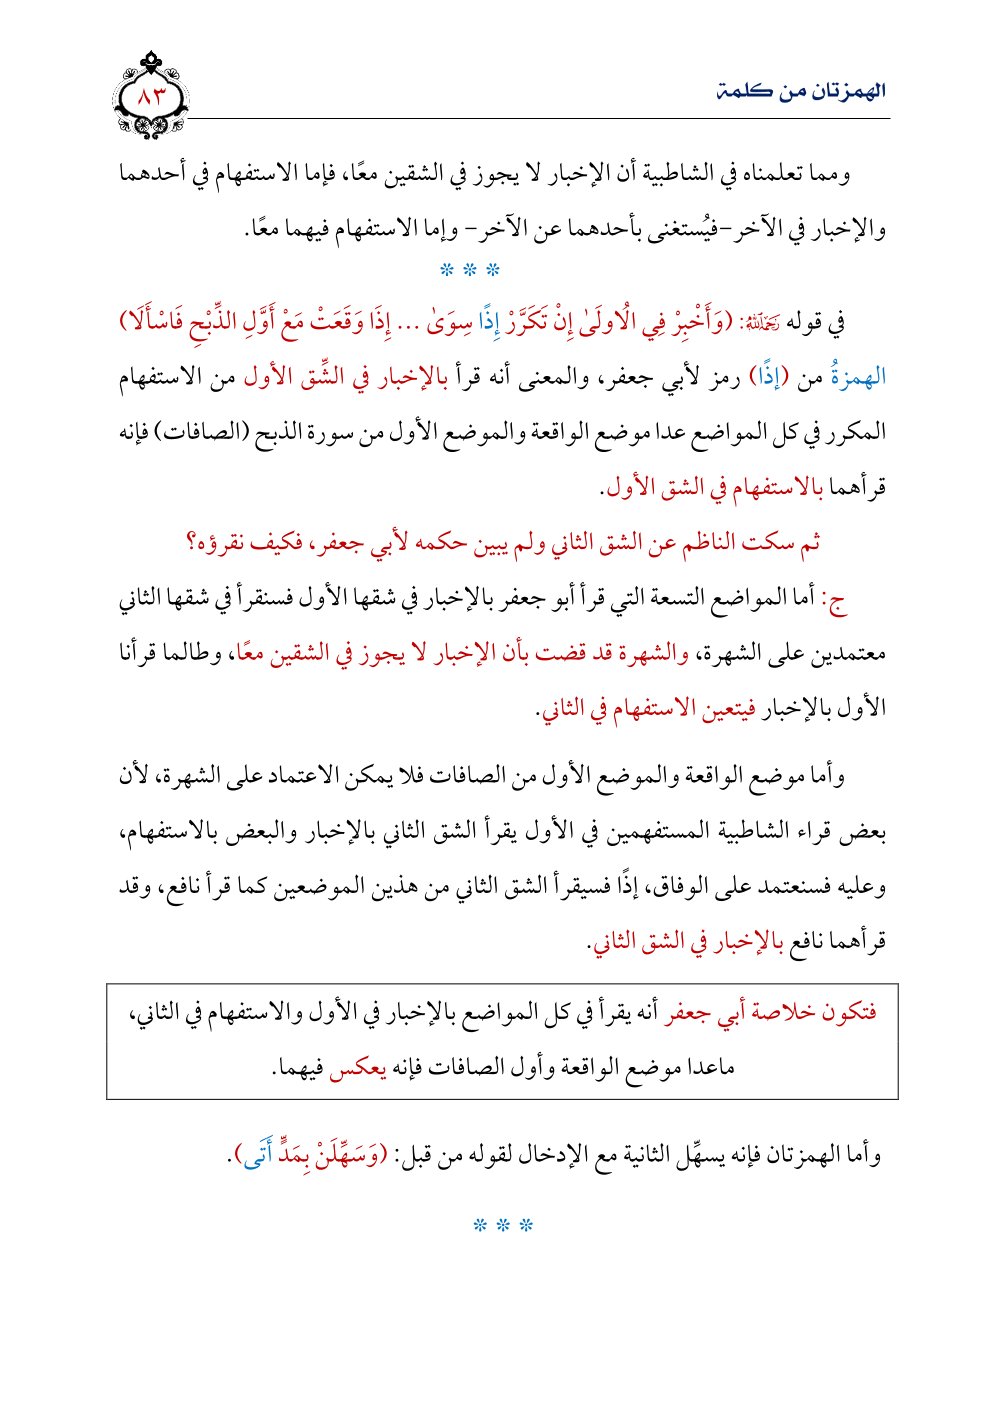 الهمزتان من كلمة
٨٣
ومما تعلمناه في الشاطبية أن الإخبار لا يجوز في الشقين معًا، فإما الاستفهام في أحدهما
والإخبار في الآخر -فيُستغنى بأحدهما عن الآخر- وإما الاستفهام فيهما معًا.
* * *
في قوله رَحِمَهُ اللَّهُ: (وَأَخْبِرْ فِي الُاولَىٰ إِنْ تَكَرَّرْ إِذًا سِوَىٰ ... إِذَا وَقَعَتْ مَعْ أَوَّلِ الذِّبْحِ فَاسْأَلَا)
الهمزةُ من (إذًا) رمز لأبي جعفر، والمعنى أنه قرأ بالإخبار في الشِّق الأول من الاستفهام
المكرر في كل المواضع عدا موضع الواقعة والموضع الأول من سورة الذبح (الصافات) فإنه
قرأهما بالاستفهام في الشق الأول.
ثم سكت الناظم عن الشق الثاني ولم يبين حكمه لأبي جعفر، فكيف نقرؤه؟
ج: أما المواضع التسعة التي قرأ أبو جعفر بالإخبار في شقها الأول فسنقرأ في شقها الثاني
معتمدين على الشهرة، والشهرة قد قضت بأن الإخبار لا يجوز في الشقين معًا، وطالما قرأنا
الأول بالإخبار فيتعين الاستفهام في الثاني.
وأما موضع الواقعة والموضع الأول من الصافات فلا يمكن الاعتماد على الشهرة، لأن
بعض قراء الشاطبية المستفهمين في الأول يقرأ الشق الثاني بالإخبار والبعض بالاستفهام،
وعليه فسنعتمد على الوفاق، إذًا فسيقرأ الشق الثاني من هذين الموضعين كما قرأ نافع، وقد
قرأهما نافع بالإخبار في الشق الثاني.
فتكون خلاصة أبي جعفر أنه يقرأ في كل المواضع بالإخبار في الأول والاستفهام في الثاني،
ماعدا موضع الواقعة وأول الصافات فإنه يعكس فيهما.
وأما الهمزتان فإنه يسهِّل الثانية مع الإدخال لقوله من قبل: (وَسَهِّلَنْ بِمَدٍّ أَتَى).
* * *